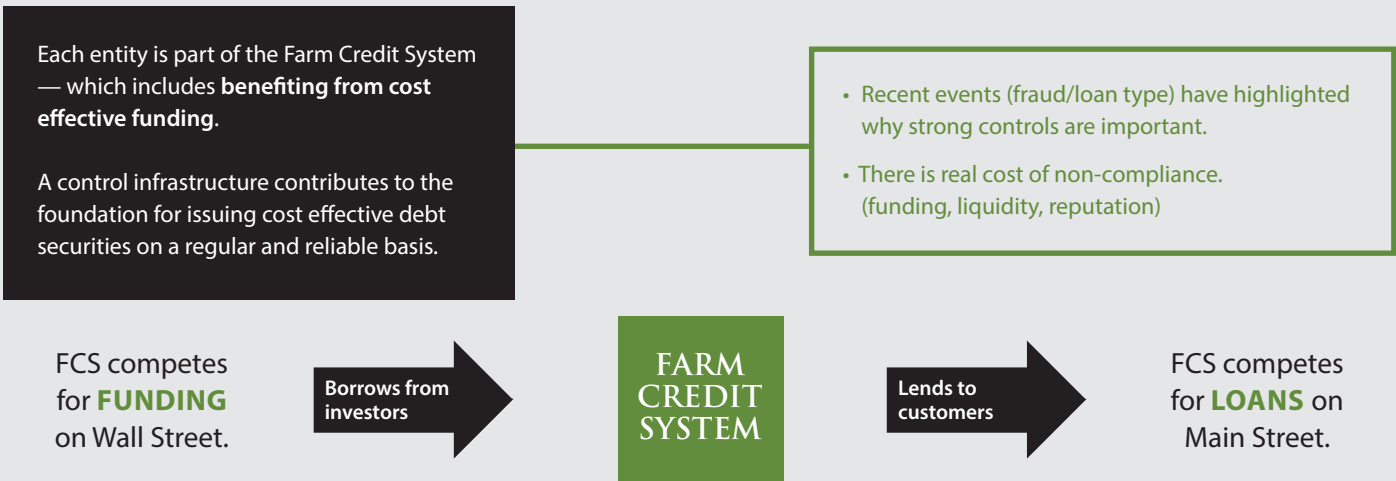 Each entity is part of the Farm Credit System
— which includes benefiting from cost
effective funding.
A control infrastructure contributes to the
foundation for issuing cost effective debt
securities on a regular and reliable basis.
• Recent events (fraud/loan type) have highlighted
why strong controls are important.
• There is real cost of non-compliance.
(funding, liquidity, reputation)
FCS competes
for FUNDING
on Wall Street.
Borrows from
investors
FARM
CREDIT
SYSTEM
Lends to
customers
FCS competes
for LOANS on
Main Street.